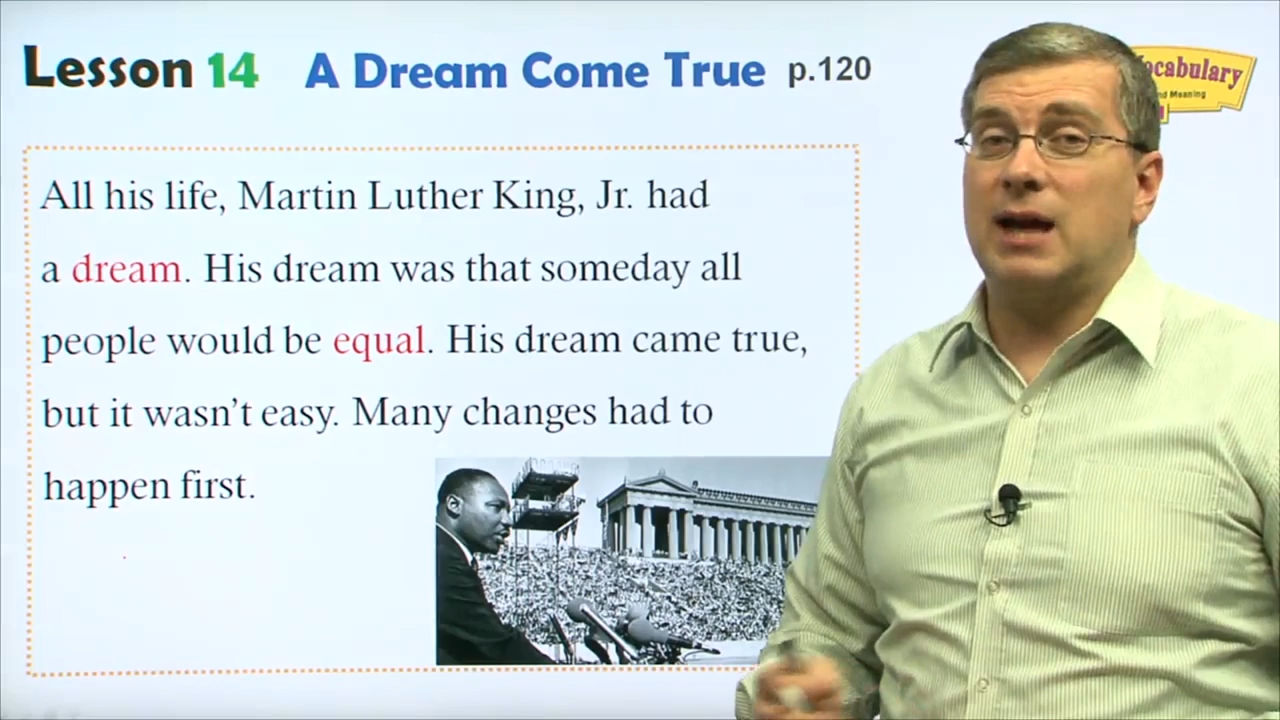 Lesson 14 A Dream Come True p.120
All his life, Martin Luther King, Jr. had
a dream. His dream was that someday all
people would be equal. His dream came true,
but it wasn't easy. Many changes had to
happen first.
Vocabulary
Meaning